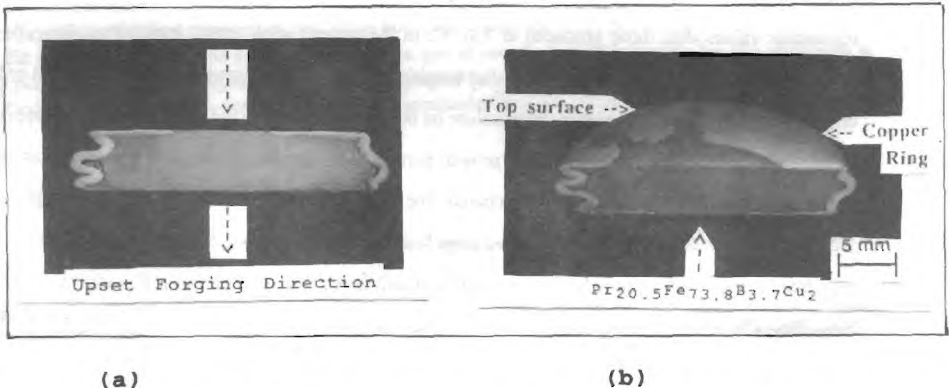 Top surface -->
<-- Copper
Ring
5 mm
Upset Forging Direction
Pr20.5Fe73.8B3.7Cu2
(a)
(b)